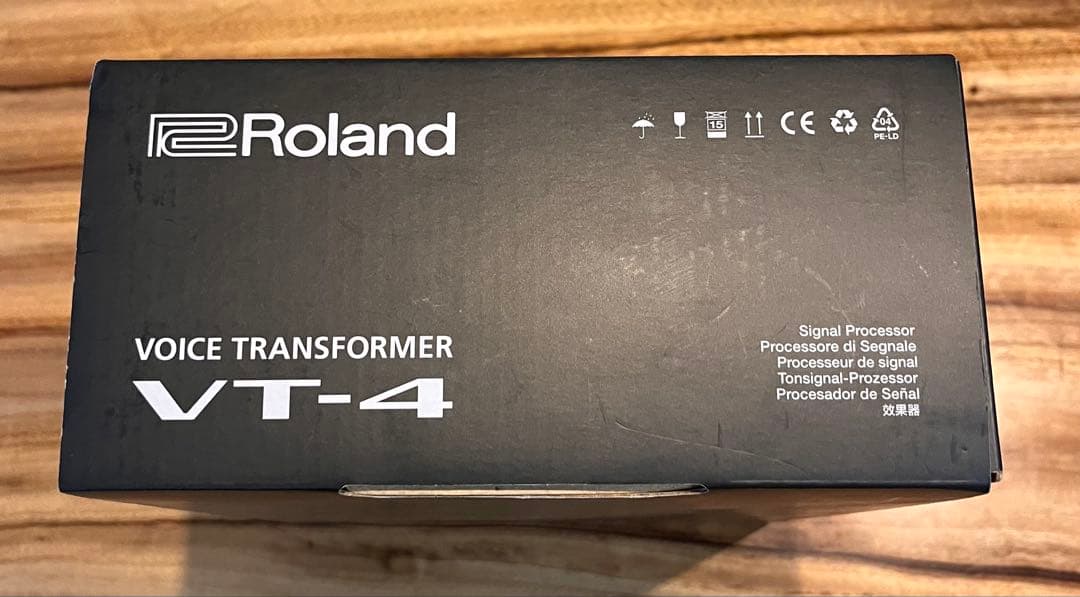 Roland
15
CE
04
PE-LD
VOICE TRANSFORMER
VT-4
Signal Processor
Processore di Segnale
Processeur de signal
Tonsignal-Prozessor
Procesador de Señal
效果器